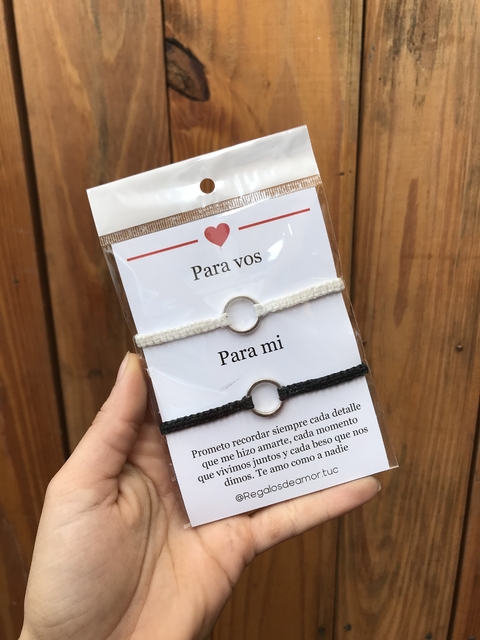 Para vos
Para mi
Prometo recordar siempre cada detalle
que me hizo amarte, cada momento
que vivimos juntos y cada beso que nos
dimos. Te amo como a nadie
@Regalosdeamor.tuc